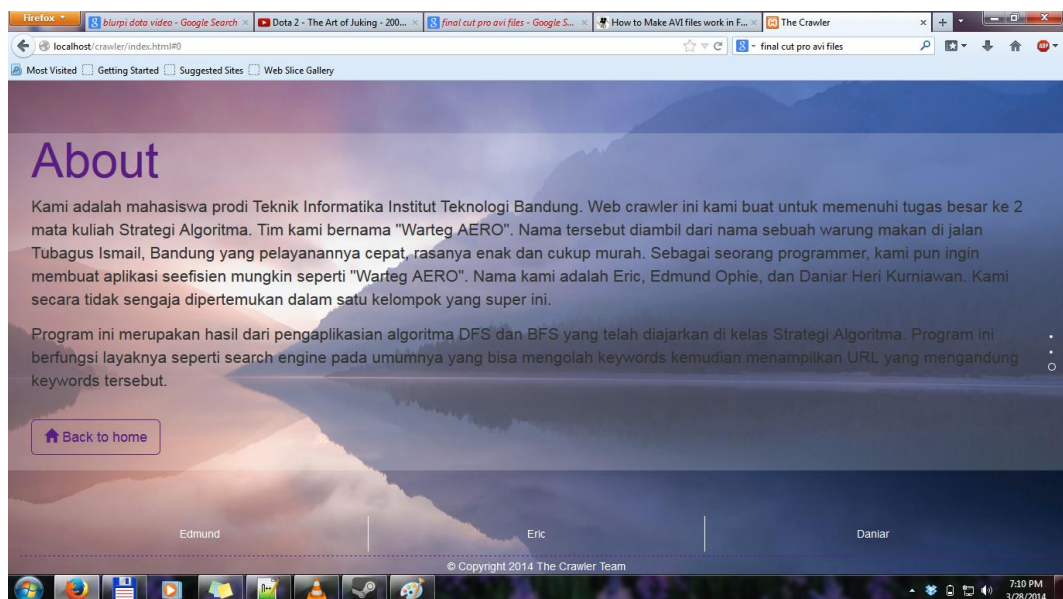 Firefox
blurpi dota video - Google Search
Dota 2 - The Art of Juking - 200...
final cut pro avi files - Google S...
How to Make AVI files work in F...
The Crawler
localhost/crawler/index.html#0
final cut pro avi files
Most Visited Getting Started Suggested Sites Web Slice Gallery
About
Kami adalah mahasiswa prodi Teknik Informatika Institut Teknologi Bandung. Web crawler ini kami buat untuk memenuhi tugas besar ke 2
mata kuliah Strategi Algoritma. Tim kami bernama "Warteg AERO". Nama tersebut diambil dari nama sebuah warung makan di jalan
Tubagus Ismail, Bandung yang pelayanannya cepat, rasanya enak dan cukup murah. Sebagai seorang programmer, kami pun ingin
membuat aplikasi seefisien mungkin seperti "Warteg AERO". Nama kami adalah Eric, Edmund Ophie, dan Daniar Heri Kurniawan. Kami
secara tidak sengaja dipertemukan dalam satu kelompok yang super ini.
Program ini merupakan hasil dari pengaplikasian algoritma DFS dan BFS yang telah diajarkan di kelas Strategi Algoritma. Program ini
berfungsi layaknya seperti search engine pada umumnya yang bisa mengolah keywords kemudian menampilkan URL yang mengandung
keywords tersebut.
Back to home
Edmund Eric Daniar
© Copyright 2014 The Crawler Team
7:10 PM
3/28/2014